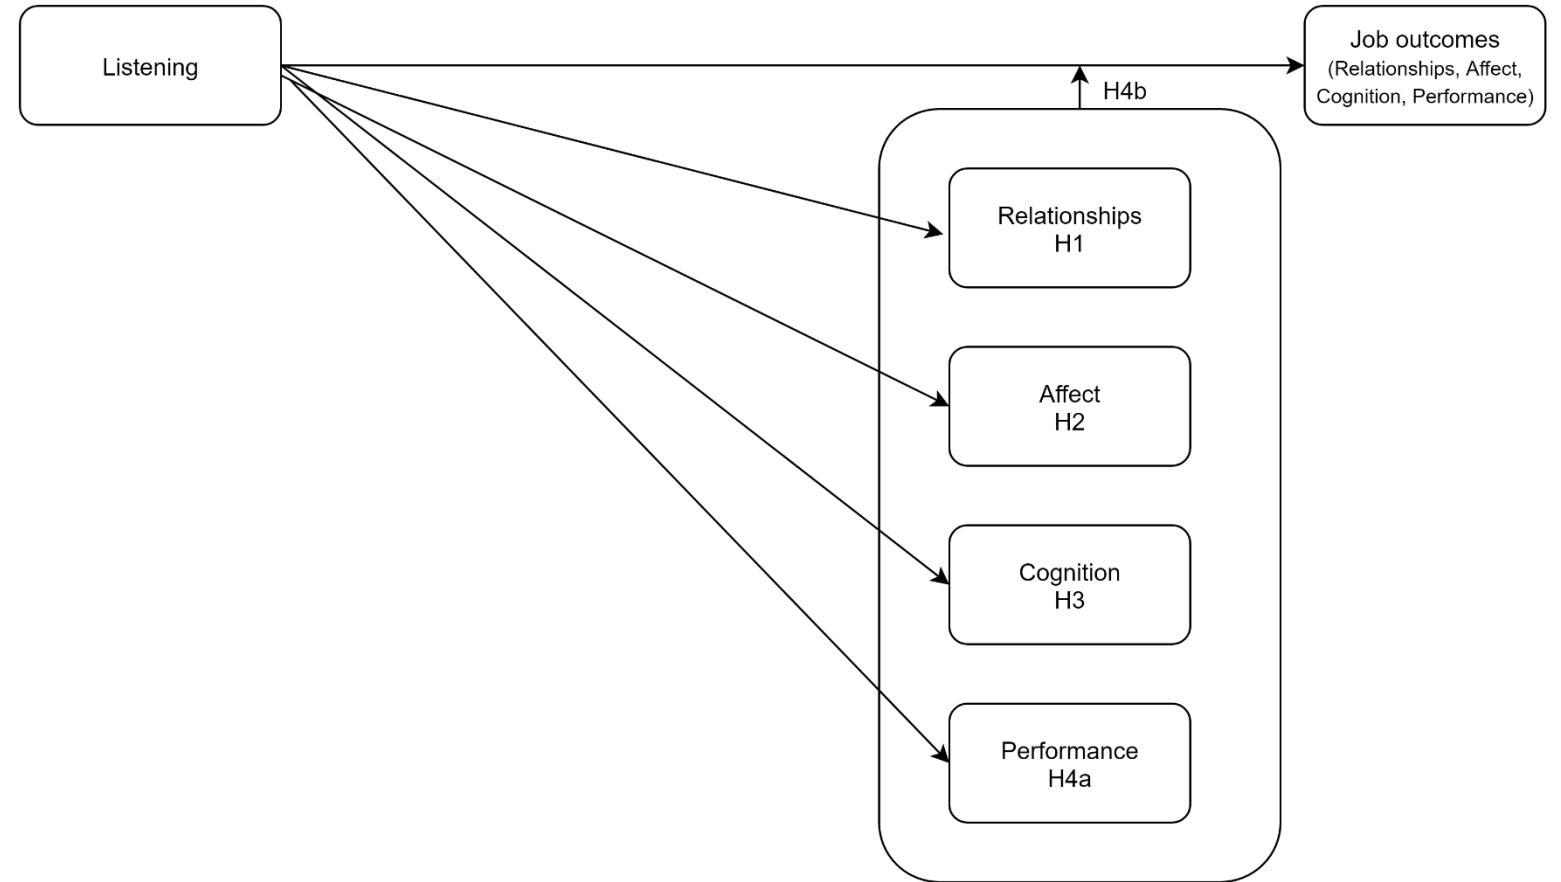 Listening
Job outcomes
(Relationships, Affect,
Cognition, Performance)
H4b
Relationships
H1
Affect
H2
Cognition
H3
Performance
H4a